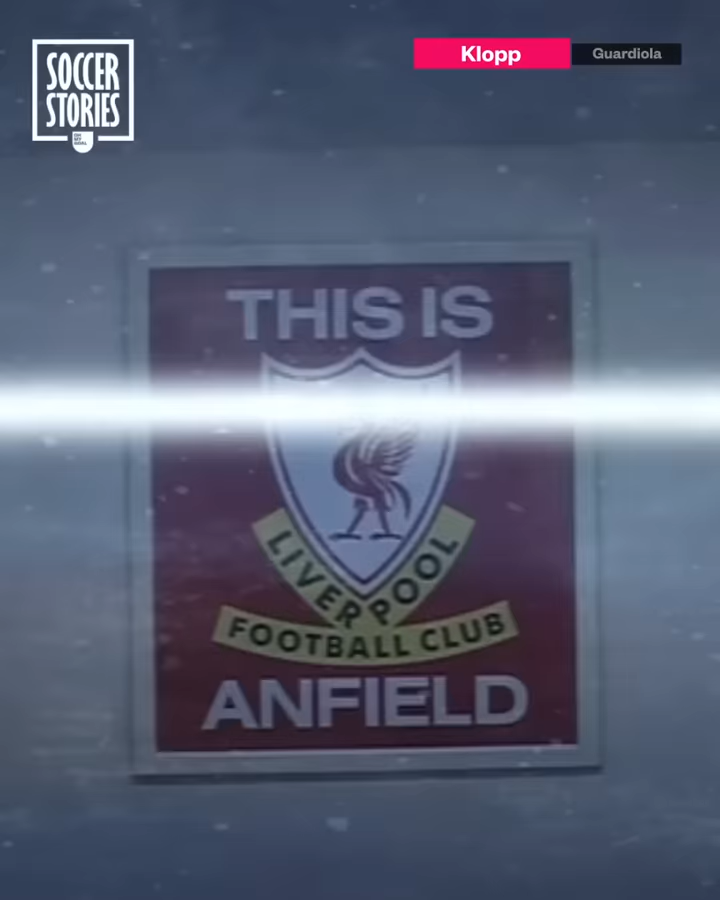 SOCCER
STORIES
Klopp
Guardiola
THIS IS
LIVERPOOL
FOOTBALL CLUB
ANFIELD